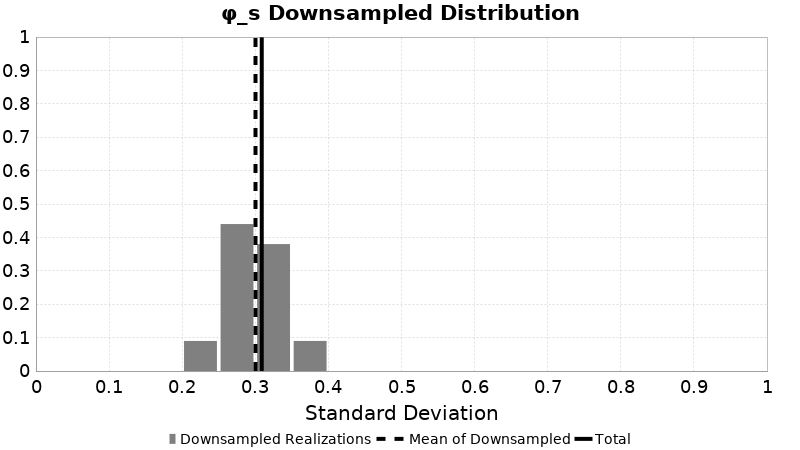 φ_s Downsampled Distribution
1
0.9
0.8
0.7
0.6
0.5
0.4
0.3
0.2
0.1
0
0 0.1 0.2 0.3 0.4 0.5 0.6 0.7 0.8 0.9 1
Standard Deviation
Downsampled Realizations Mean of Downsampled Total